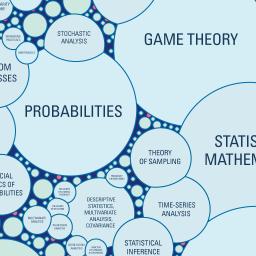 STOCHASTIC
ANALYSIS
GAME THEORY
PROBABILITIES
THEORY
OF SAMPLING
STATIS
MATHEM
TIME-SERIES
ANALYSIS
DESCRIPTIVE
STATISTICS,
MULTIVARIATE
ANALYSIS,
COVARIANCE
STATISTICAL
INFERENCE
OM
SSES
CIAL
CS OF
BILITIES